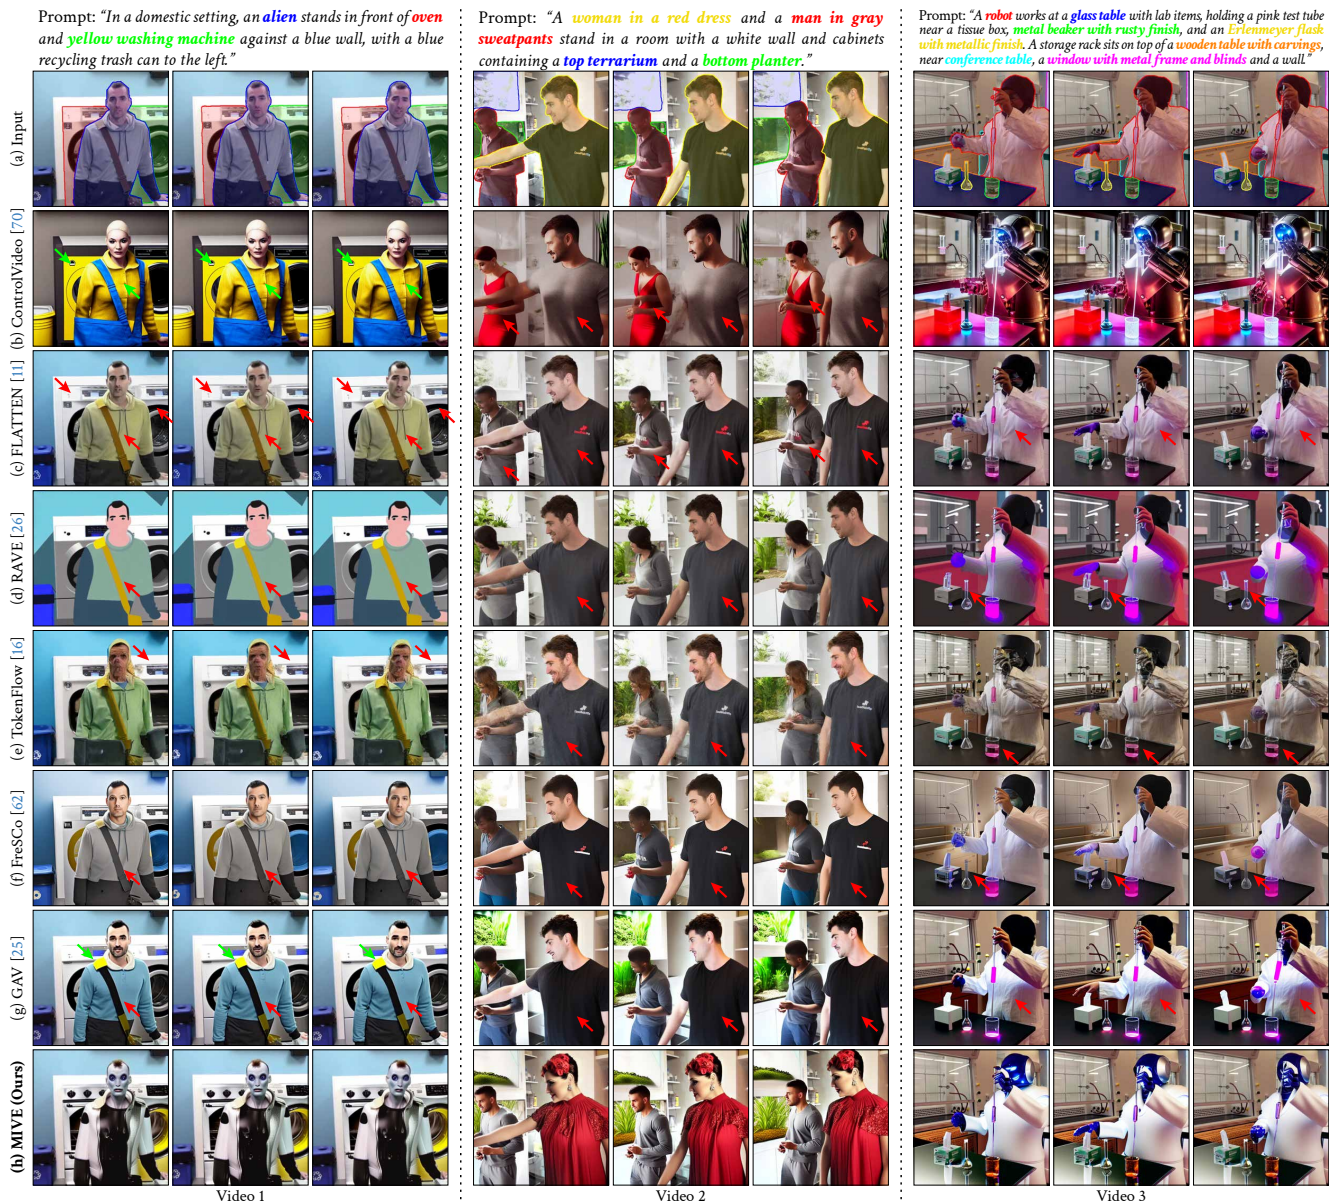 Prompt: “In a domestic setting, an alien stands in front of oven
and yellow washing machine against a blue wall, with a blue
recycling trash can to the left.”
Prompt: “A woman in a red dress and a man in gray
sweatpants stand in a room with a white wall and cabinets
containing a top terrarium and a bottom planter.”
Prompt: “A robot works at a glass table with lab items, holding a pink test tube
near a tissue box, metal beaker with rusty finish, and an Erlenmeyer flask
with metallic finish. A storage rack sits on top of a wooden table with carvings,
near conference table, a window with metal frame and blinds and a wall.”
(a) Input
(b) ControlVideo [70]
(c) FLATTEN [11]
(d) RAVE [26]
(e) TokenFlow [16]
(f) FreSCo [62]
(g) GAV [25]
(h) MIVE (Ours)
Video 1
Video 2
Video 3